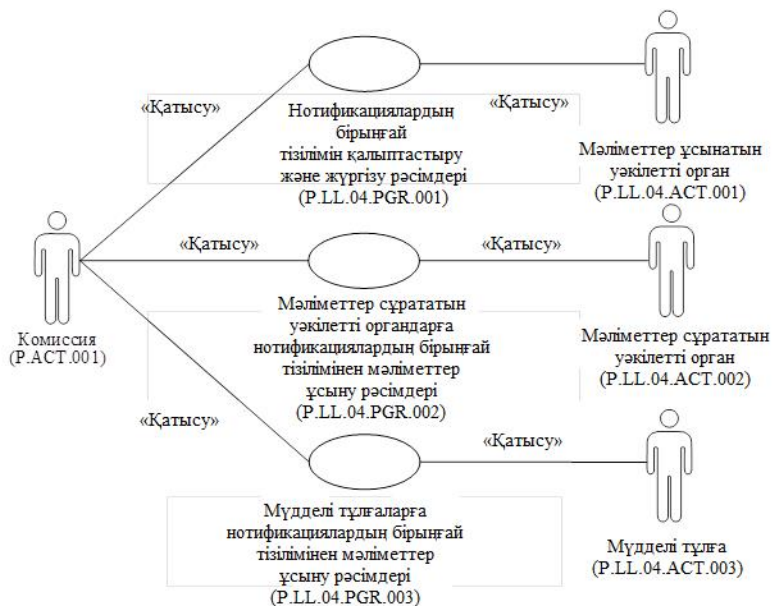 «Қатысу»
«Қатысу»
Нотификациялардың
бірыңғай
тізілімін қалыптастыру
және жүргізу рәсімдері
(P.LL.04.PGR.001)
Мәліметтер ұсынатын
уәкілетті орган
(P.LL.04.ACT.001)
«Қатысу»
«Қатысу»
Комиссия
(P.ACT.001)
Мәліметтер сұрататын
уәкілетті органдарға
нотификациялардың бірыңғай
тізілімінен мәліметтер
ұсыну рәсімдері
(P.LL.04.PGR.002)
Мәліметтер сұрататын
уәкілетті орган
(P.LL.04.ACT.002)
«Қатысу»
«Қатысу»
Мүдделі тұлғаларға
нотификациялардың бірыңғай
тізілімінен мәліметтер
ұсыну рәсімдері
(P.LL.04.PGR.003)
Мүдделі тұлға
(P.LL.04.ACT.003)